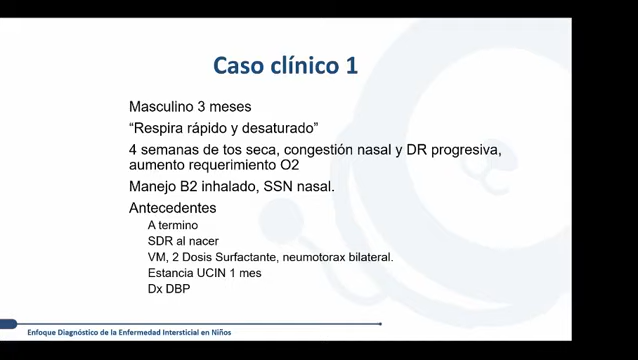 Caso clínico 1
Masculino 3 meses
“Respira rápido y desaturado”
4 semanas de tos seca, congestión nasal y DR progresiva,
aumento requerimiento O2
Manejo B2 inhalado, SSN nasal.
Antecedentes
A termino
SDR al nacer
VM, 2 Dosis Surfactante, neumotorax bilateral.
Estancia UCIN 1 mes
Dx DBP
Enfoque Diagnóstico de la Enfermedad Intersticial en Niños